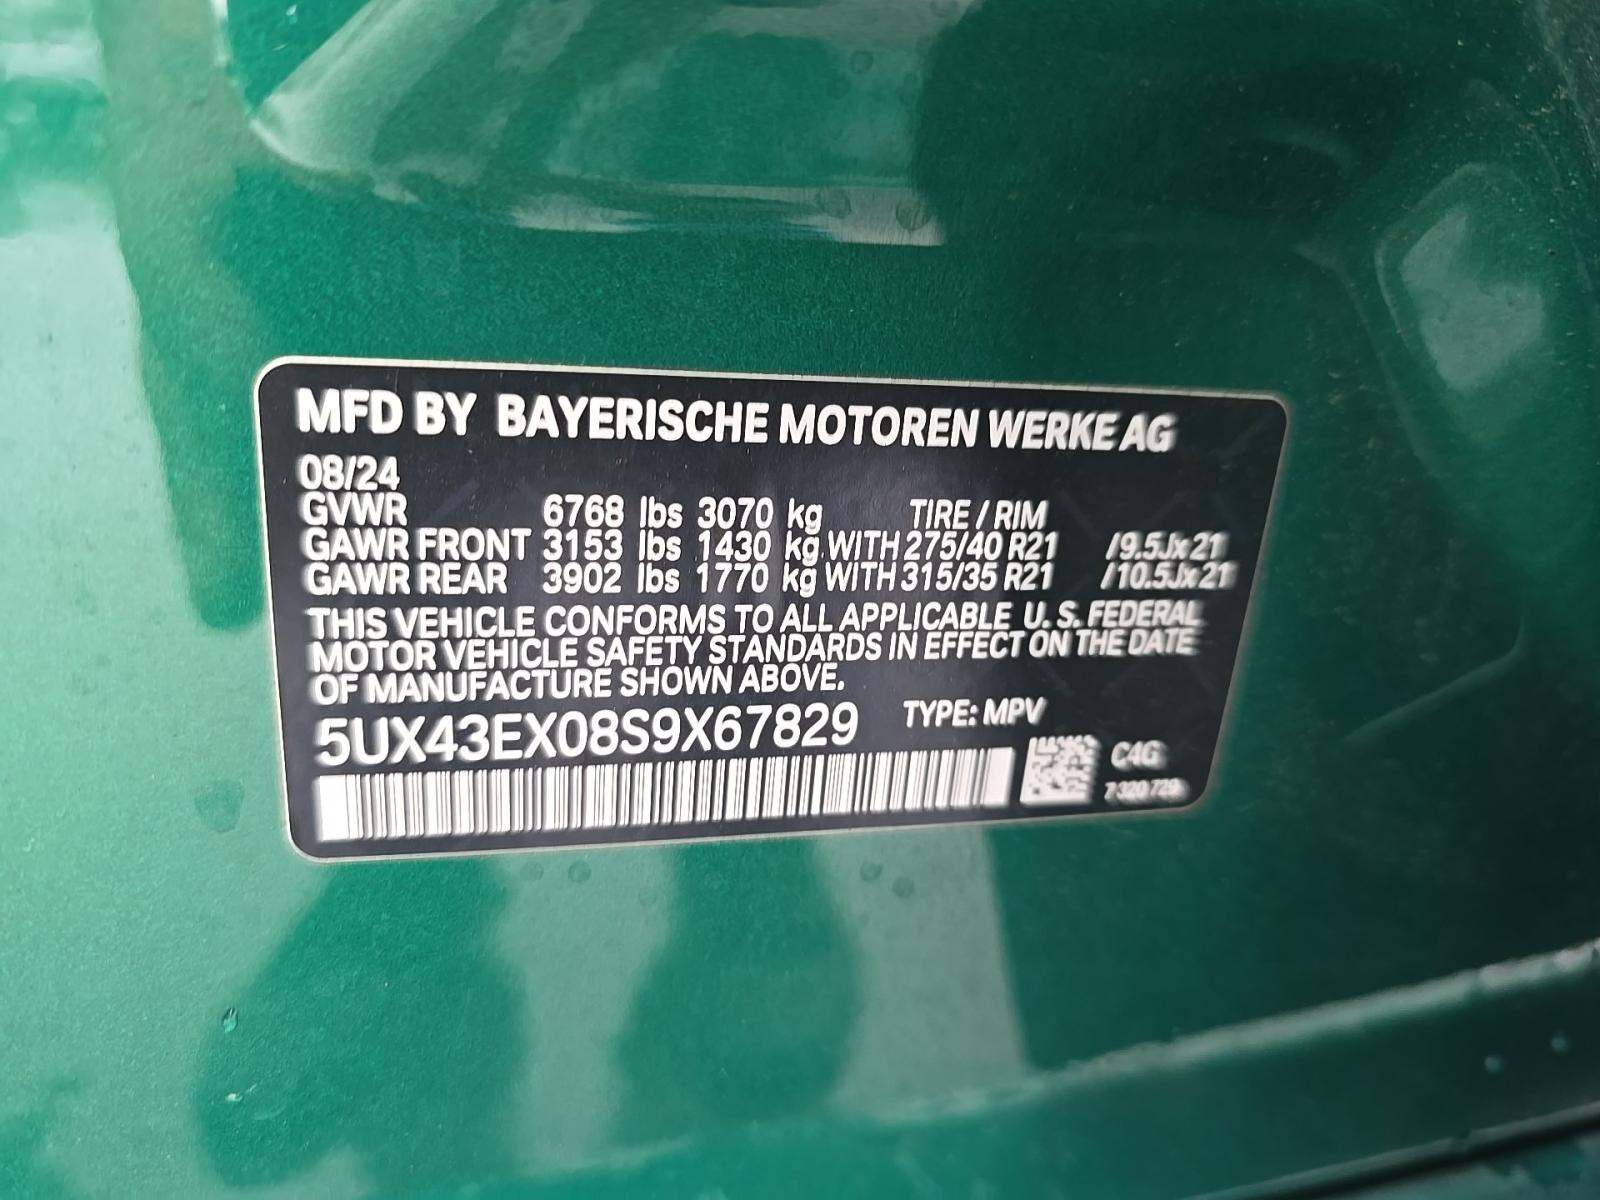 MFD BY BAYERISCHE MOTOREN WERKE AG
08/24
GVWR 6768 lbs 3070 kg TIRE / RIM
GAWR FRONT 3153 lbs 1430 kg WITH 275/40 R21 /9.5Jx21
GAWR REAR 3902 lbs 1770 kg WITH 315/35 R21 /10.5Jx21
THIS VEHICLE CONFORMS TO ALL APPLICABLE U. S. FEDERAL
MOTOR VEHICLE SAFETY STANDARDS IN EFFECT ON THE DATE
OF MANUFACTURE SHOWN ABOVE.
5UX43EX08S9X67829 TYPE: MPV
C4G
7 320 729